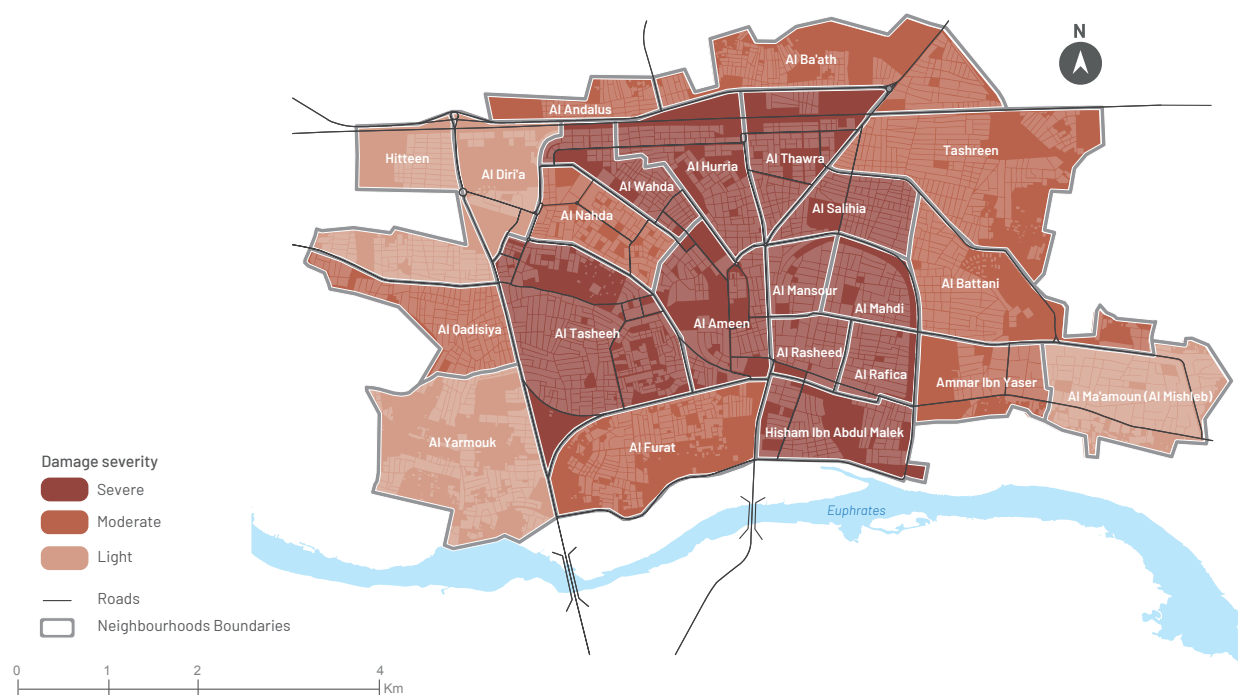 N
Al Ba'ath
Al Andalus
Hitteen
Al Diri'a
Al Hurria
Al Thawra
Tashreen
Al Wahda
Al Nahda
Al Salihia
Al Mansour
Al Mahdi
Al Battani
Al Qadisiya
Al Tasheeh
Al Ameen
Al Rasheed
Al Rafica
Ammar Ibn Yaser
Al Ma'amoun (Al Mishleb)
Al Yarmouk
Al Furat
Hisham Ibn Abdul Malek
Euphrates
Damage severity
Severe
Moderate
Light
Roads
Neighbourhoods Boundaries
0 1 2 4
Km